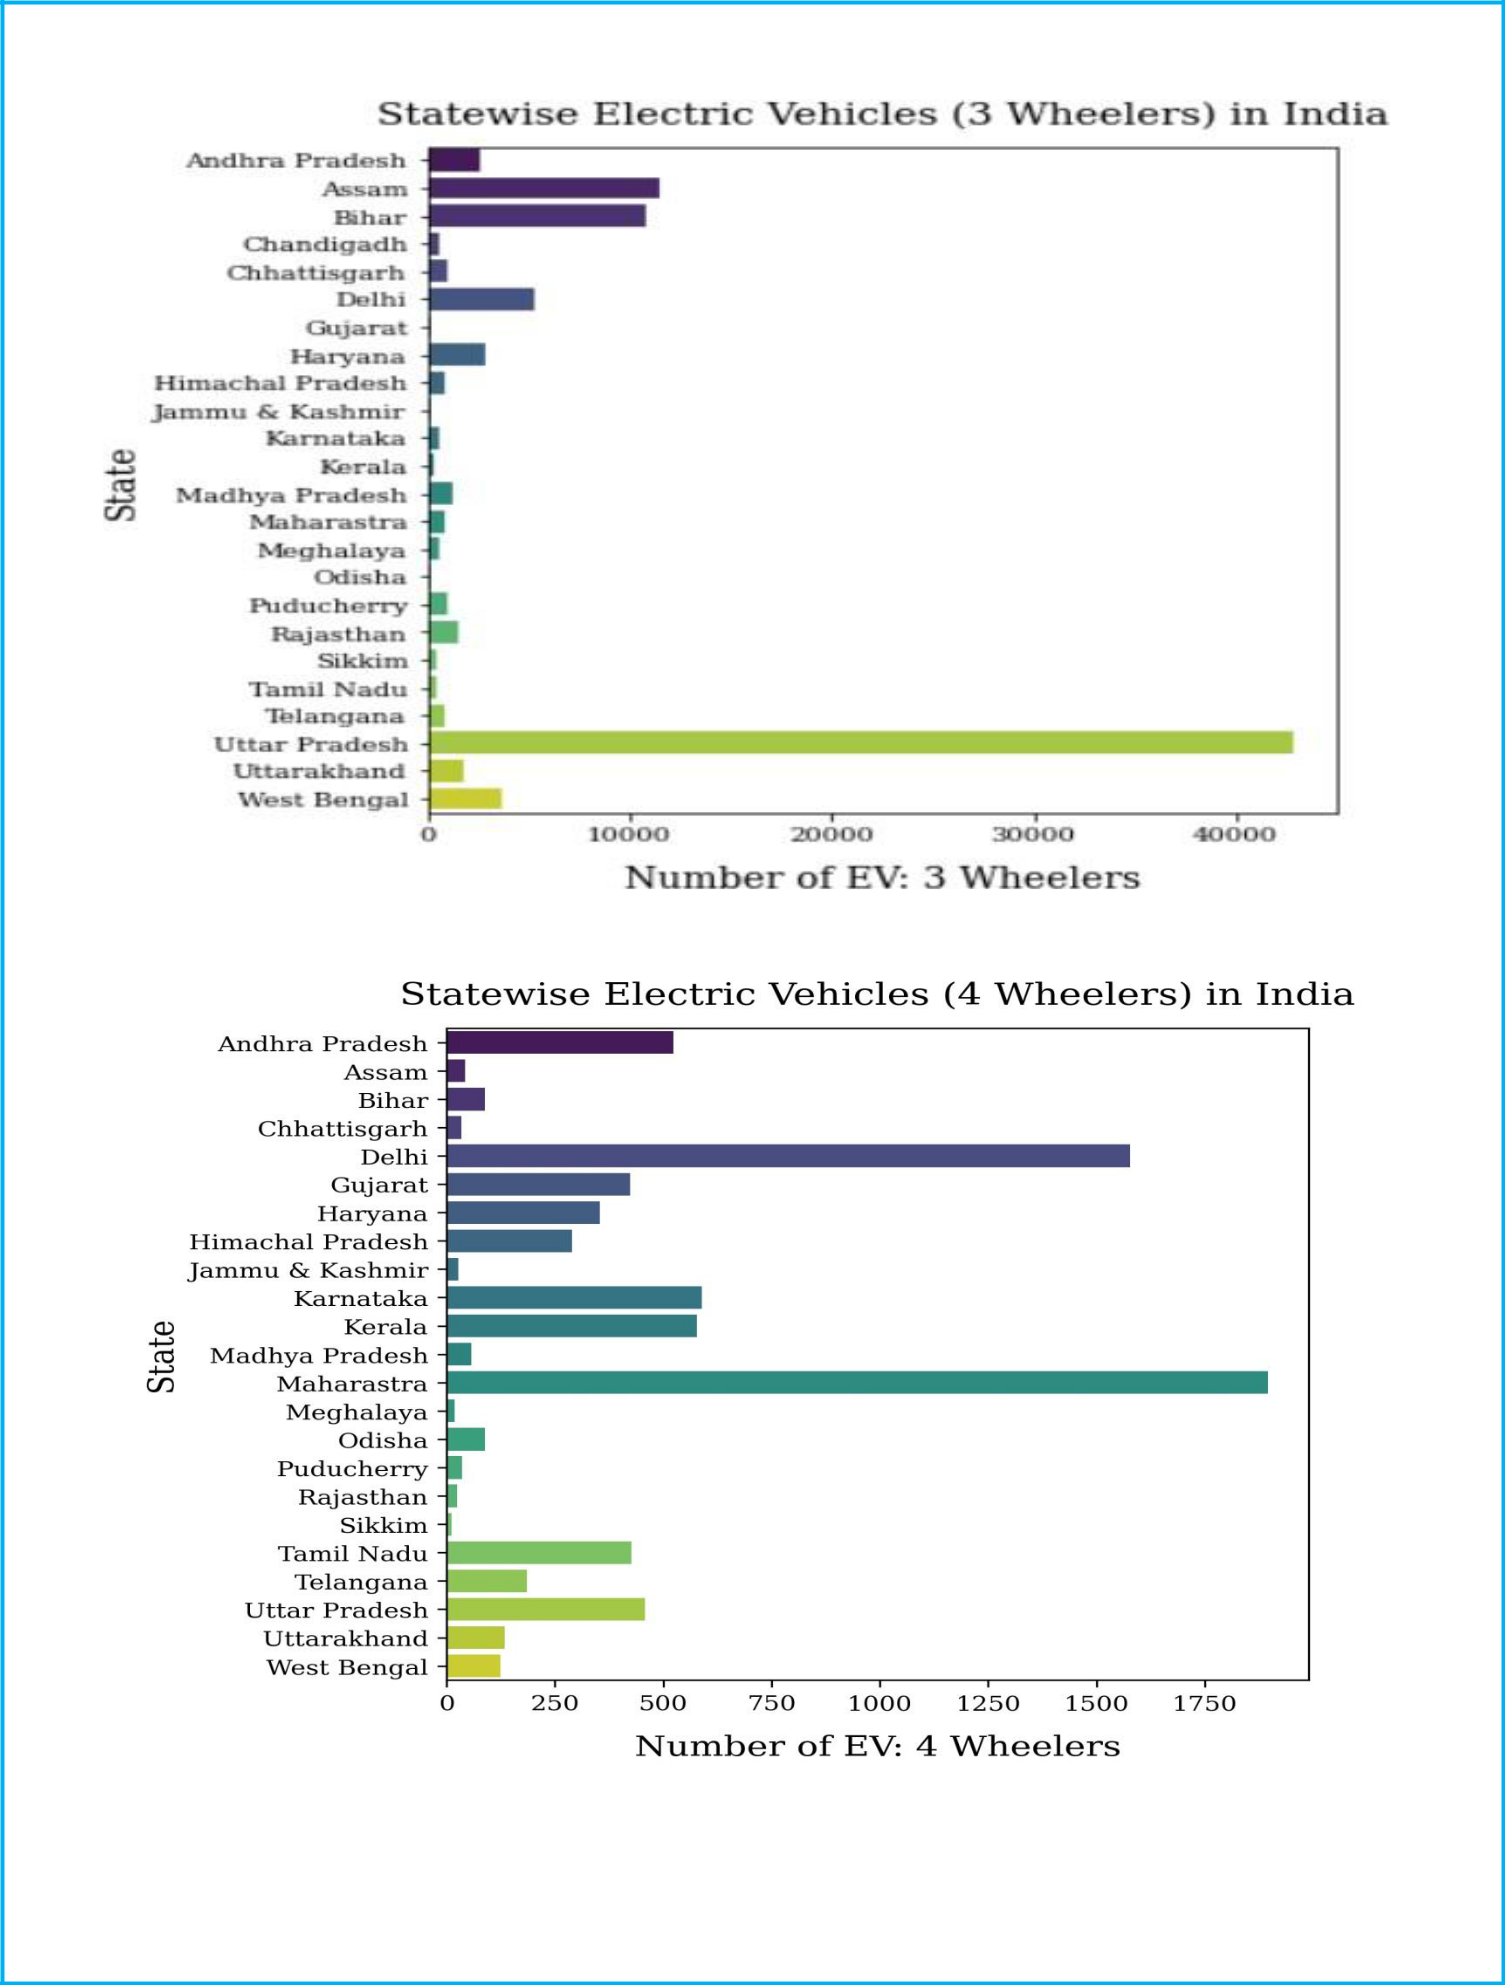 Statewise Electric Vehicles (3 Wheelers) in India
Andhra Pradesh
Assam
Bihar
Chandigadh
Chhattisgarh
Delhi
Gujarat
Haryana
Himachal Pradesh
Jammu & Kashmir
Karnataka
Kerala
Madhya Pradesh
Maharastra
Meghalaya
Odisha
Puducherry
Rajasthan
Sikkim
Tamil Nadu
Telangana
Uttar Pradesh
Uttarakhand
West Bengal
State
0 10000 20000 30000 40000
Number of EV: 3 Wheelers
Statewise Electric Vehicles (4 Wheelers) in India
Andhra Pradesh
Assam
Bihar
Chhattisgarh
Delhi
Gujarat
Haryana
Himachal Pradesh
Jammu & Kashmir
Karnataka
Kerala
Madhya Pradesh
Maharastra
Meghalaya
Odisha
Puducherry
Rajasthan
Sikkim
Tamil Nadu
Telangana
Uttar Pradesh
Uttarakhand
West Bengal
State
0 250 500 750 1000 1250 1500 1750
Number of EV: 4 Wheelers